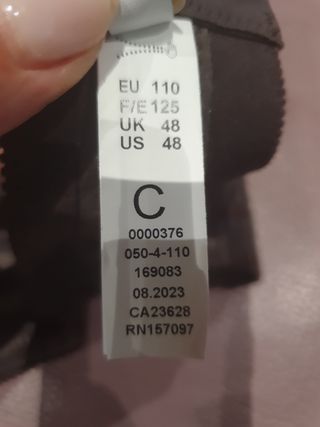 EU 110
F/E 125
UK 48
US 48
C
0000376
050-4-110
169083
08.2023
CA23628
RN157097